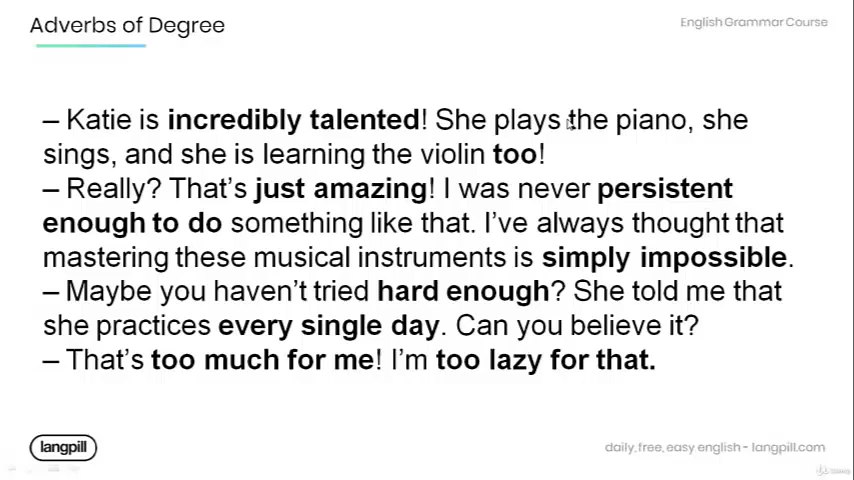 Adverbs of Degree
English Grammar Course
– Katie is incredibly talented! She plays the piano, she
sings, and she is learning the violin too!
– Really? That's just amazing! I was never persistent
enough to do something like that. I've always thought that
mastering these musical instruments is simply impossible.
– Maybe you haven't tried hard enough? She told me that
she practices every single day. Can you believe it?
– That's too much for me! I'm too lazy for that.
langpill
daily, free, easy english - langpill.com